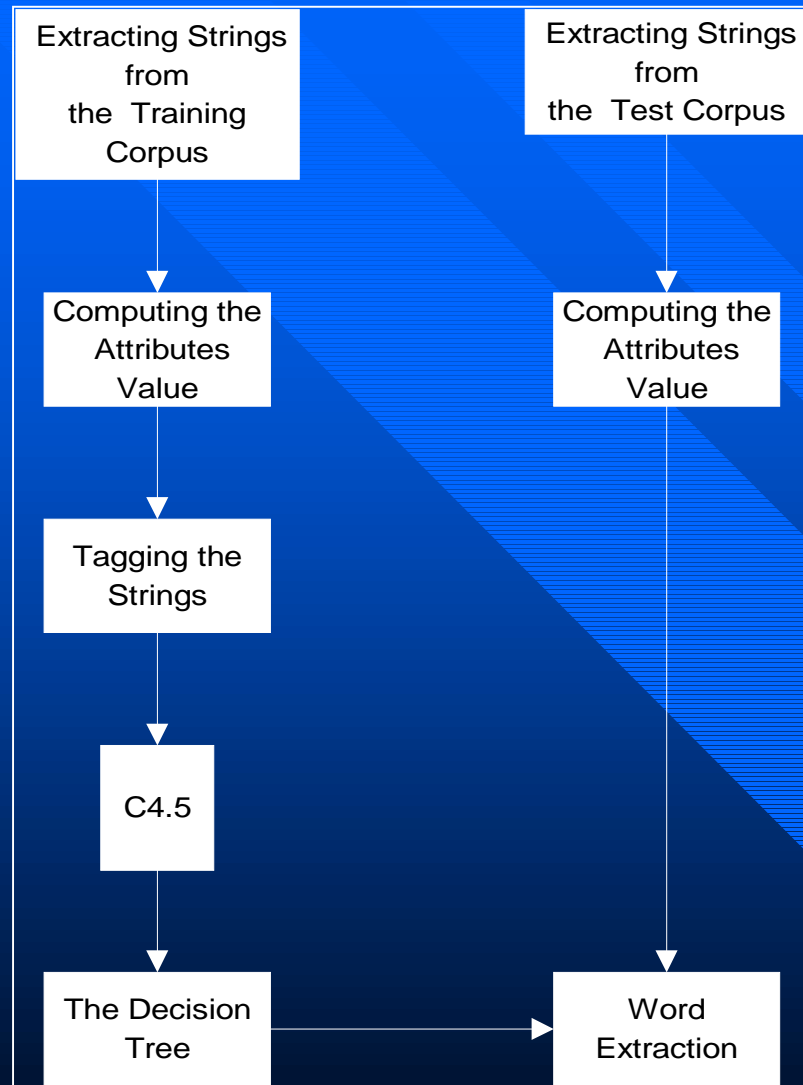 Extracting Strings
from
the Training
Corpus
Extracting Strings
from
the Test Corpus
Computing the
Attributes
Value
Computing the
Attributes
Value
Tagging the
Strings
C4.5
The Decision
Tree
Word
Extraction